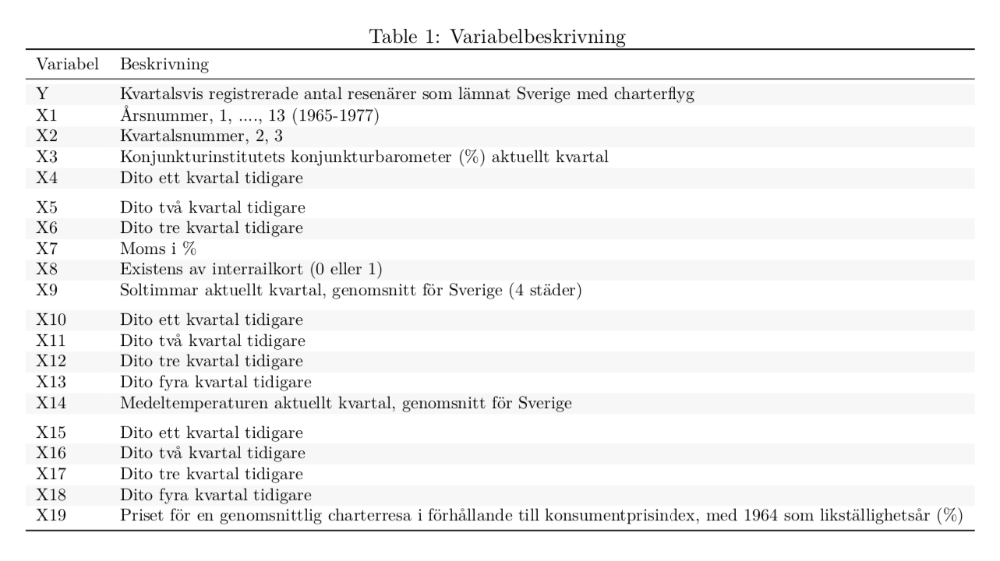 Table 1: Variabelbeskrivning
Variabel Beskrivning
Y Kvartalsvis registrerade antal resenärer som lämnat Sverige med charterflyg
X1 Årsnummer, 1, ...., 13 (1965-1977)
X2 Kvartalsnummer, 2, 3
X3 Konjunkturinstitutets konjunkturbarometer (%) aktuellt kvartal
X4 Dito ett kvartal tidigare
X5 Dito två kvartal tidigare
X6 Dito tre kvartal tidigare
X7 Moms i %
X8 Existens av interrailkort (0 eller 1)
X9 Soltimmar aktuellt kvartal, genomsnitt för Sverige (4 städer)
X10 Dito ett kvartal tidigare
X11 Dito två kvartal tidigare
X12 Dito tre kvartal tidigare
X13 Dito fyra kvartal tidigare
X14 Medeltemperaturen aktuellt kvartal, genomsnitt för Sverige
X15 Dito ett kvartal tidigare
X16 Dito två kvartal tidigare
X17 Dito tre kvartal tidigare
X18 Dito fyra kvartal tidigare
X19 Priset för en genomsnittlig charterresa i förhållande till konsumentprisindex, med 1964 som likställighetsår (%)